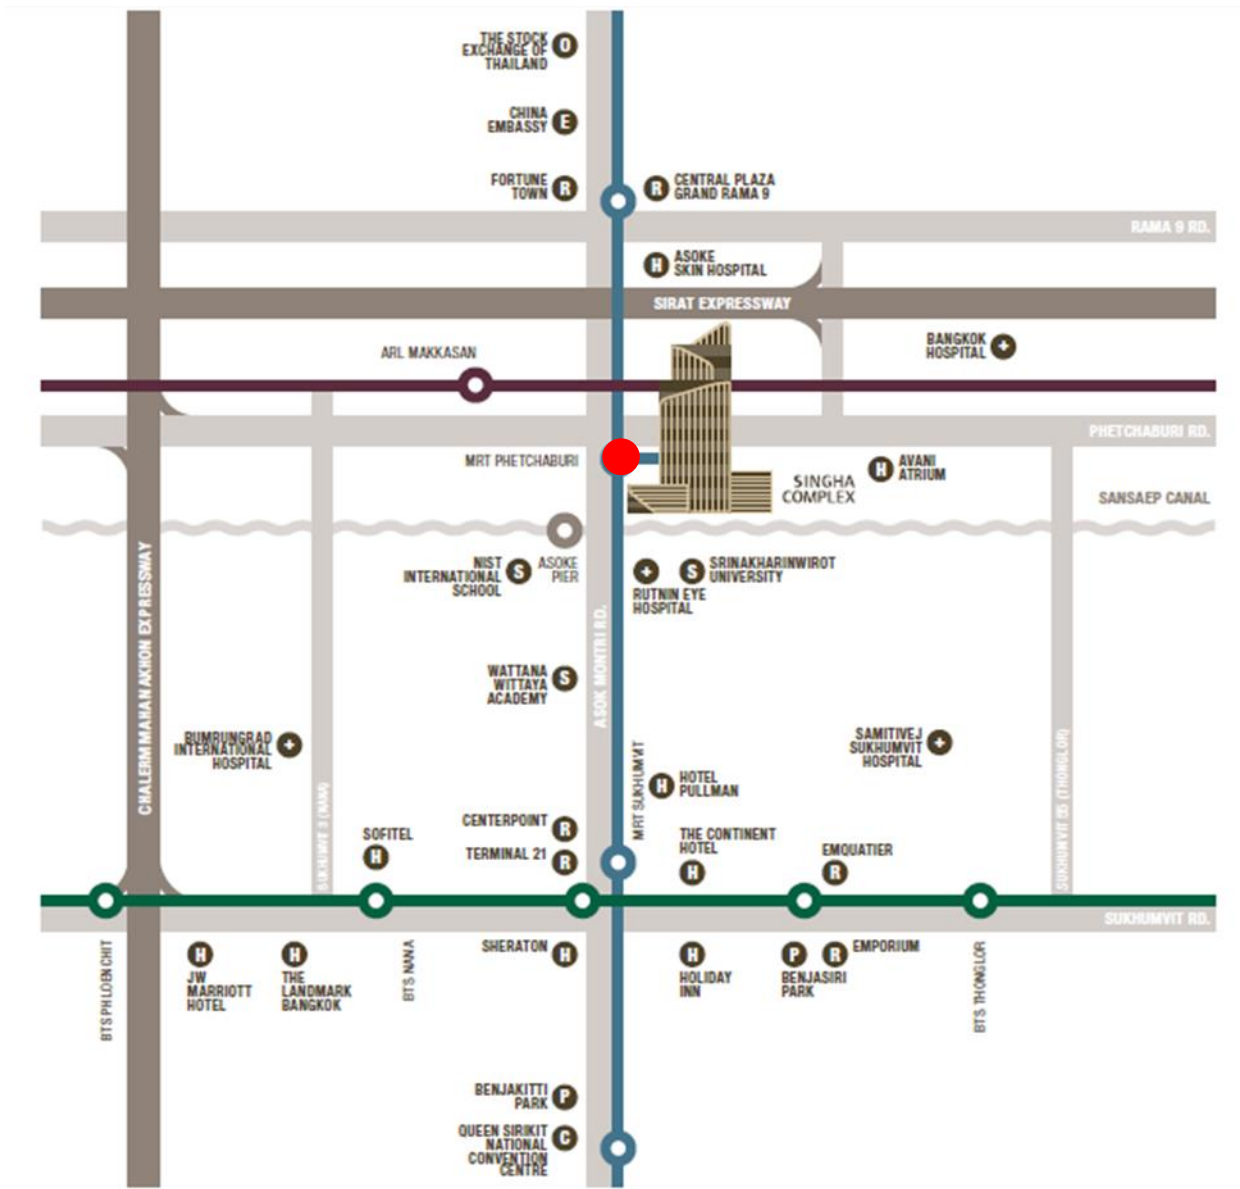 THE STOCK
EXCHANGE OF
THAILAND
O
CHINA
EMBASSY
E
FORTUNE
TOWN
R
R
CENTRAL PLAZA
GRAND RAMA 9
RAMA 9 RD.
H
ASOKE
SKIN HOSPITAL
SIRAT EXPRESSWAY
BANGKOK
HOSPITAL
ARL MAKKASAN
PHETCHABURI RD.
MRT PHETCHABURI
SINGHA
COMPLEX
H
AVANI
ATRIUM
SANSAEP CANAL
NIST
INTERNATIONAL
SCHOOL
S
ASOKE
PIER
RUTNIN EYE
HOSPITAL
S
SRINAKHARINWIROT
UNIVERSITY
CHALERM MAHANAKHON EXPRESSWAY
ASOK MONTRI RD.
WATTANA
WITTAYA
ACADEMY
S
BUMRUNGRAD
INTERNATIONAL
HOSPITAL
SAMITIVEJ
SUKHUMVIT
HOSPITAL
SUKHUMVIT 3 (NANA)
MRT SUKHUMVIT
H
HOTEL
PULLMAN
SUKHUMVIT 55 (THONGLOR)
CENTERPOINT
R
SOFITEL
H
TERMINAL 21
R
THE CONTINENT
HOTEL
H
EMQUATIER
R
SUKHUMVIT RD.
BTS PHLOEN CHIT
H
JW
MARRIOTT
HOTEL
H
THE
LANDMARK
BANGKOK
BTS NANA
SHERATON
H
H
HOLIDAY
INN
P
BENJASIRI
PARK
R
EMPORIUM
BTS THONGLOR
BENJAKITTI
PARK
P
QUEEN SIRIKIT
NATIONAL
CONVENTION
CENTRE
C